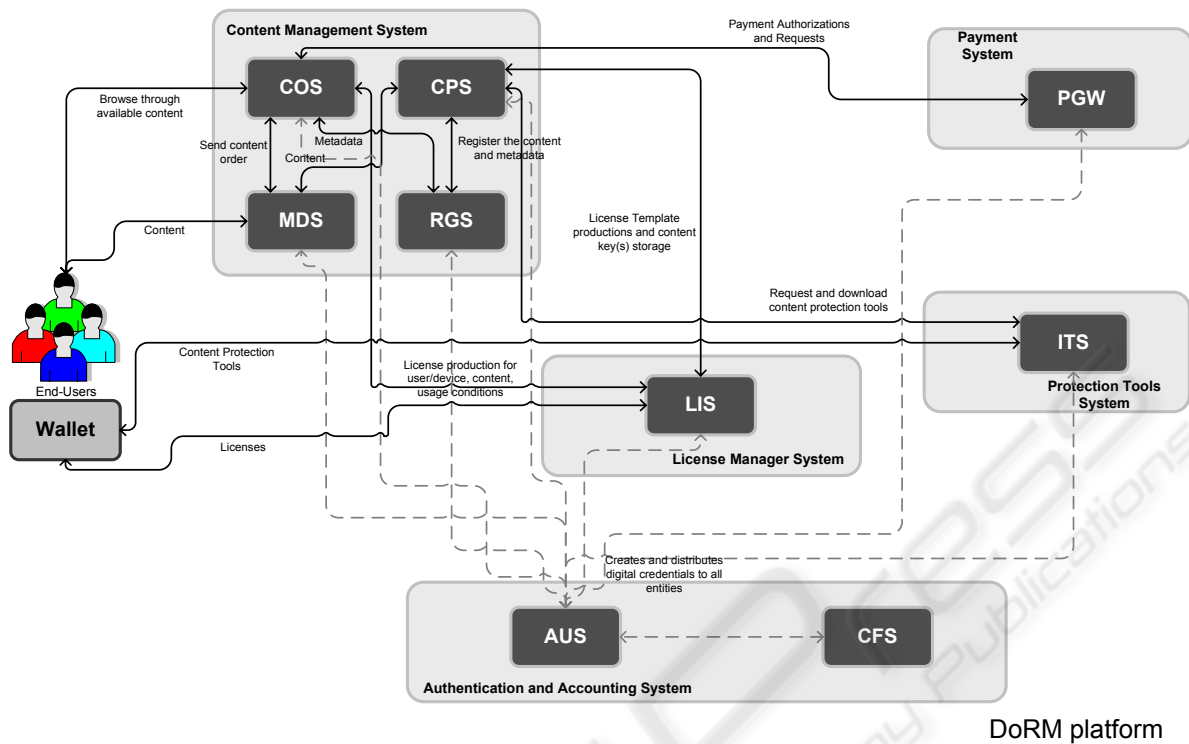 Payment Authorizations
and Requests
Content Management System
Payment
System
COS
CPS
PGW
Browse through
available content
Metadata
Register the content
and metadata
Send content
order
Content
MDS
RGS
Content
License Template
productions and content
key(s) storage
Request and download
content protection tools
ITS
Content Protection
Tools
License production for
user/device, content,
usage conditions
End-Users
Protection Tools
System
LIS
Wallet
Licenses
License Manager System
Creates and distributes
digital credentials to all
entities
AUS
CFS
Authentication and Accounting System
DoRM platform